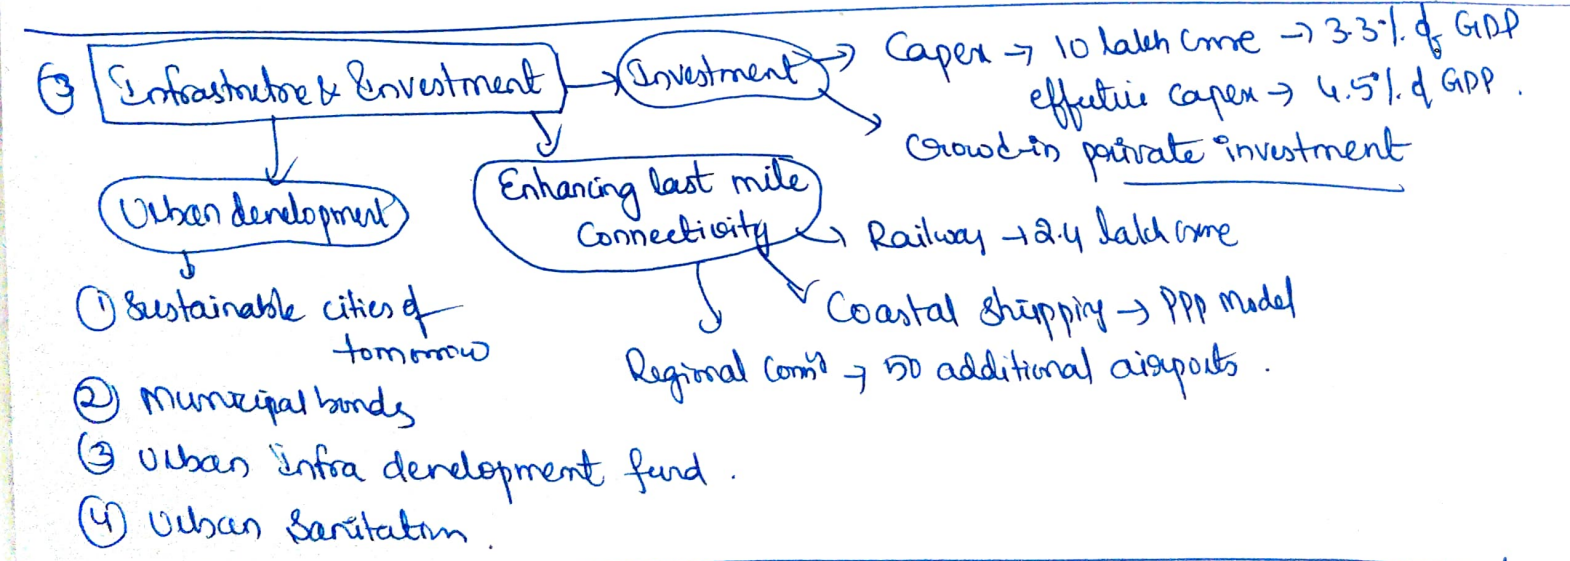 ③ Infrastructure & Investment → Investment → Capex → 10 lakh crore → 3.3% of GDP
effective capex → 4.5% of GDP.
Crowd-in private investment
Urban development
Enhancing last mile
Connectivity → Railway → 2.4 lakh crore
Coastal Shipping → PPP Model
Regional conn → 50 additional airports.
① Sustainable cities of
tomorrow
② Municipal bonds
③ Urban infra development fund.
④ Urban Sanitation.